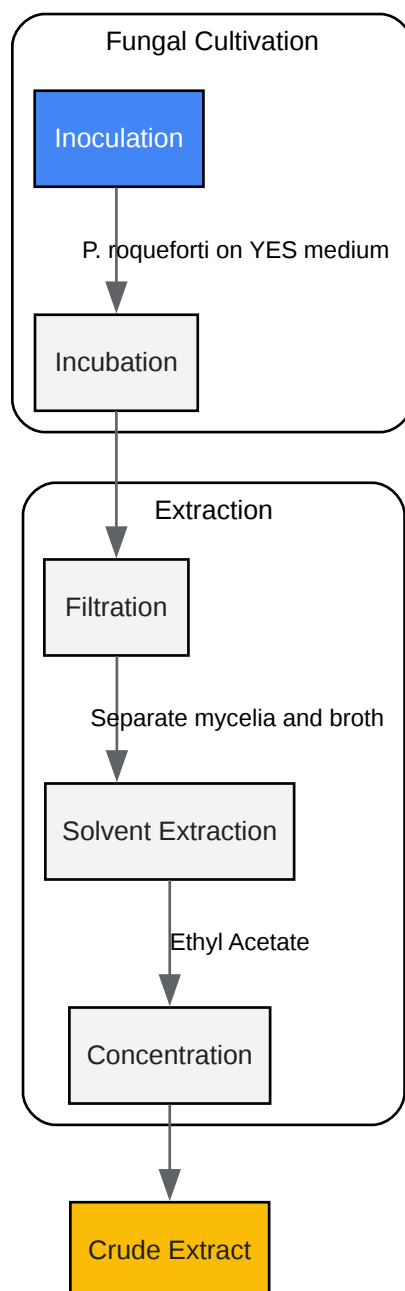 Fungal Cultivation
Inoculation
P. roqueforti on YES medium
Incubation
Extraction
Filtration
Separate mycelia and broth
Solvent Extraction
Ethyl Acetate
Concentration
Crude Extract